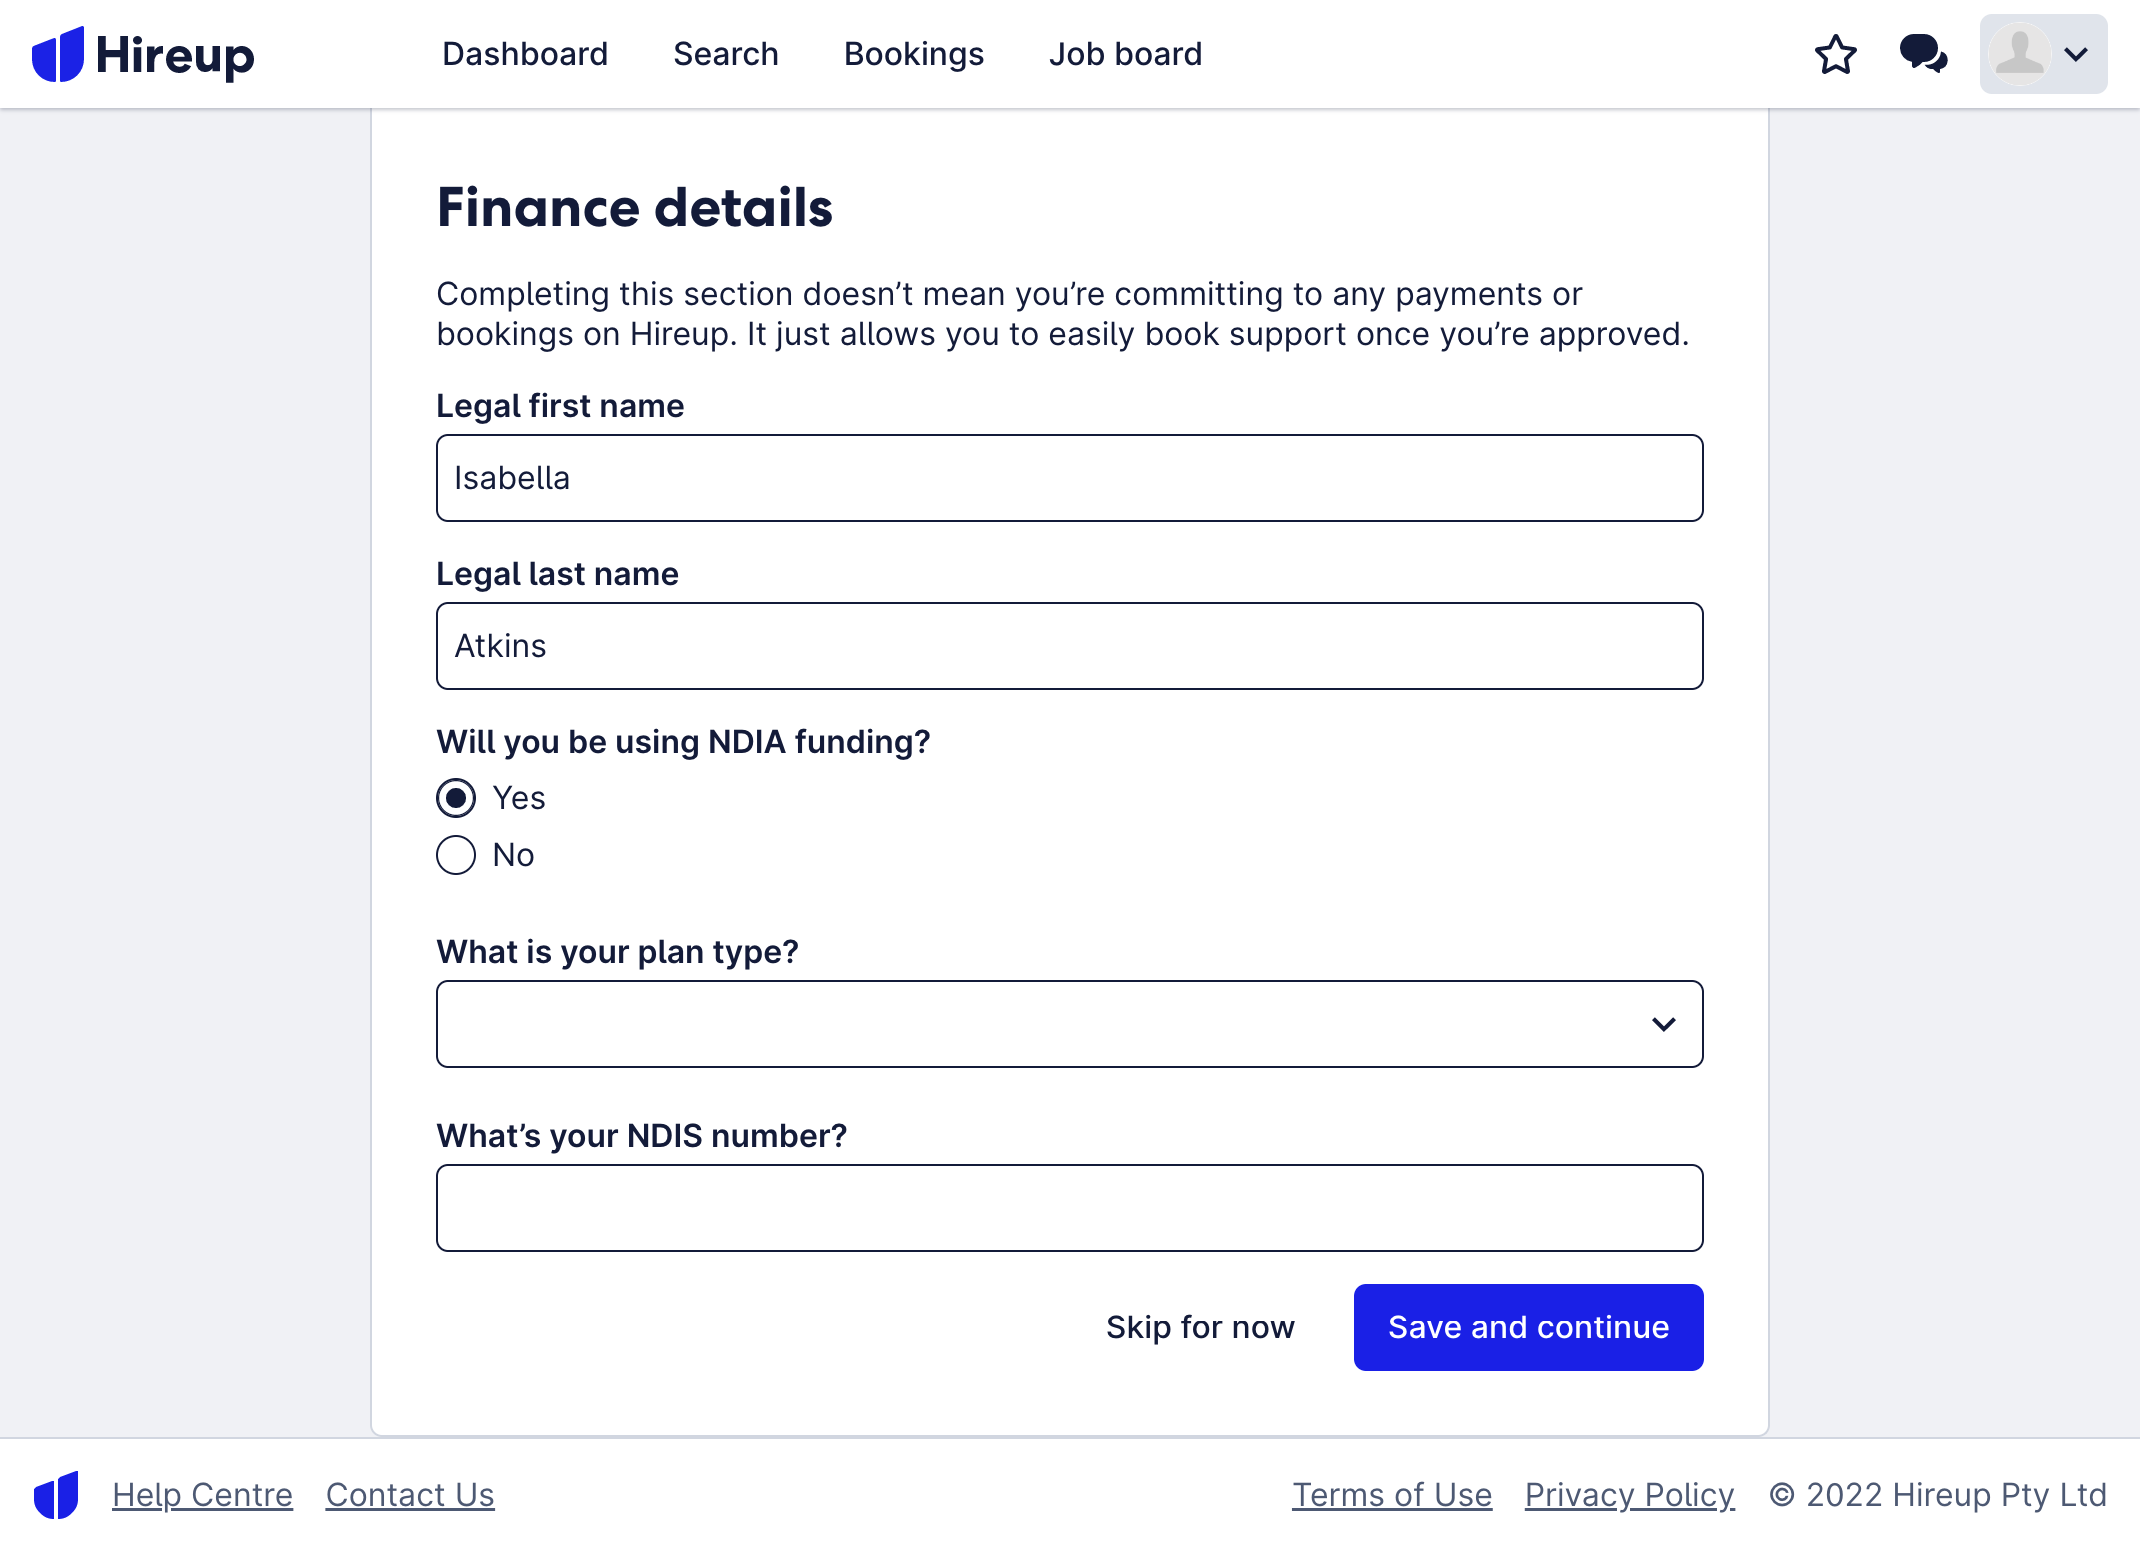 Hireup
Dashboard
Search
Bookings
Job board
Finance details
Completing this section doesn’t mean you’re committing to any payments or
bookings on Hireup. It just allows you to easily book support once you’re approved.
Legal first name
Isabella
Legal last name
Atkins
Will you be using NDIA funding?
Yes
No
What is your plan type?
What’s your NDIS number?
Skip for now
Save and continue
Help Centre
Contact Us
Terms of Use
Privacy Policy
© 2022 Hireup Pty Ltd